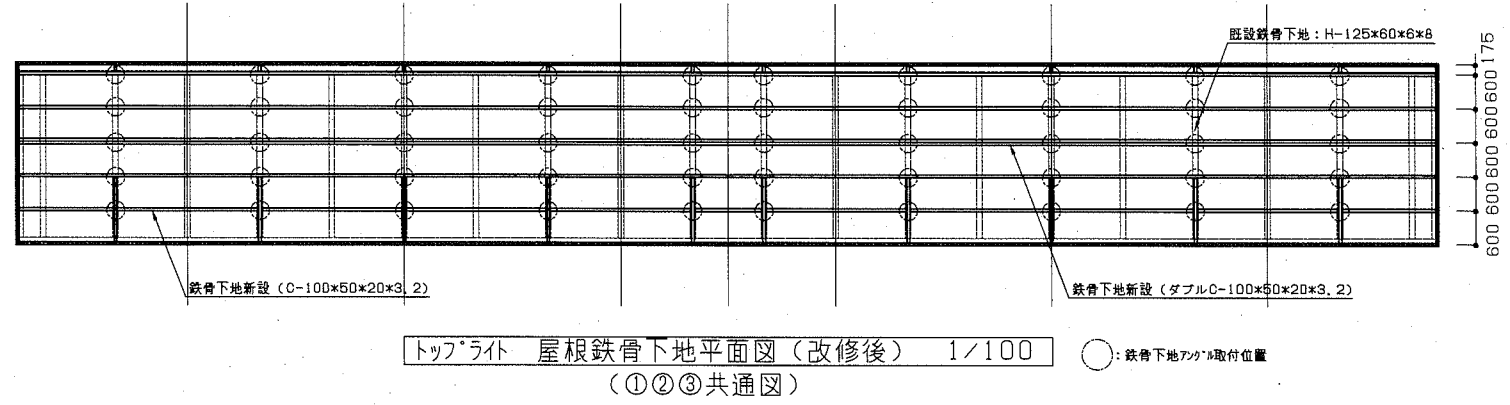 既設鉄骨下地：H-125*60*6*8
175
600
600
600
600
600
鉄骨下地新設（C-100*50*20*3.2）
鉄骨下地新設（ダブルC-100*50*20*3.2）
トップライト 屋根鉄骨下地平面図（改修後） 1/100
：鉄骨下地アングル取付位置
（①②③共通図）